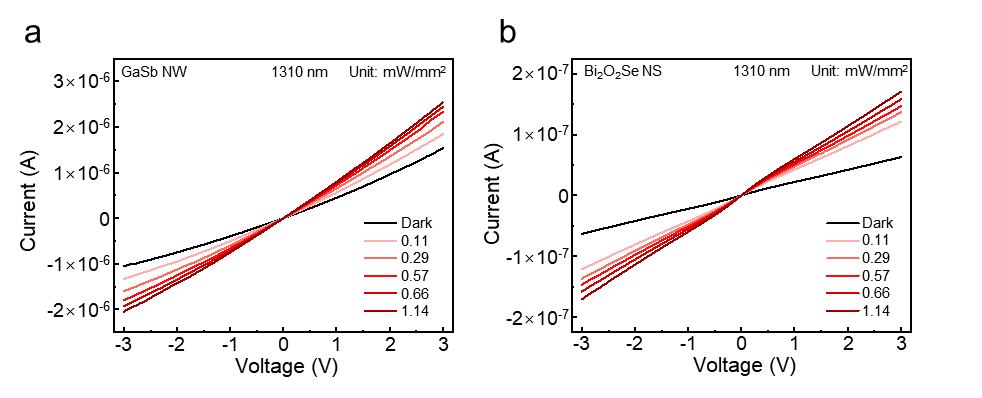 a
GaSb NW 1310 nm Unit: mW/mm²
3×10⁻⁶
2×10⁻⁶
1×10⁻⁶
0
-1×10⁻⁶
-2×10⁻⁶
Current (A)
Dark
0.11
0.29
0.57
0.66
1.14
-3 -2 -1 0 1 2 3
Voltage (V)
b
Bi₂O₂Se NS 1310 nm Unit: mW/mm²
2×10⁻⁷
1×10⁻⁷
0
-1×10⁻⁷
-2×10⁻⁷
Current (A)
Dark
0.11
0.29
0.57
0.66
1.14
-3 -2 -1 0 1 2 3
Voltage (V)